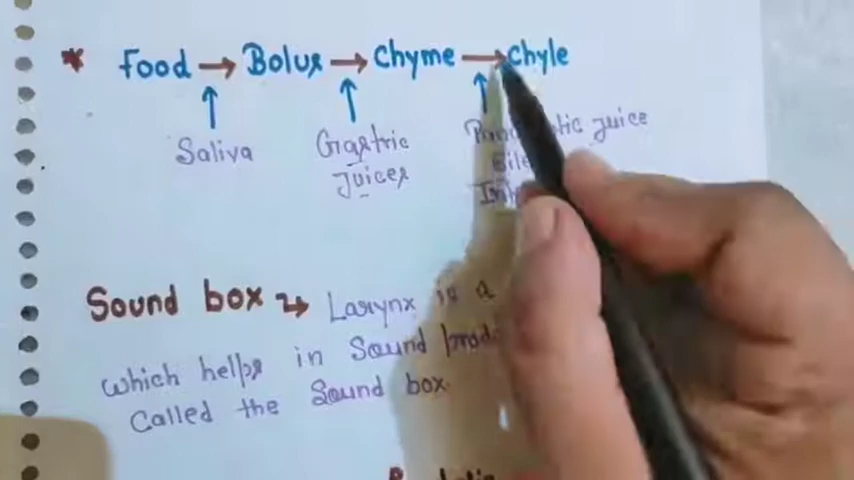 * Food → Bolus → Chyme → Chyle
↑ ↑ ↑
Saliva Gastric juice
Juices Bile
Sound box ↴→ Larynx is a
which helps in Sound
Called the Sound box.